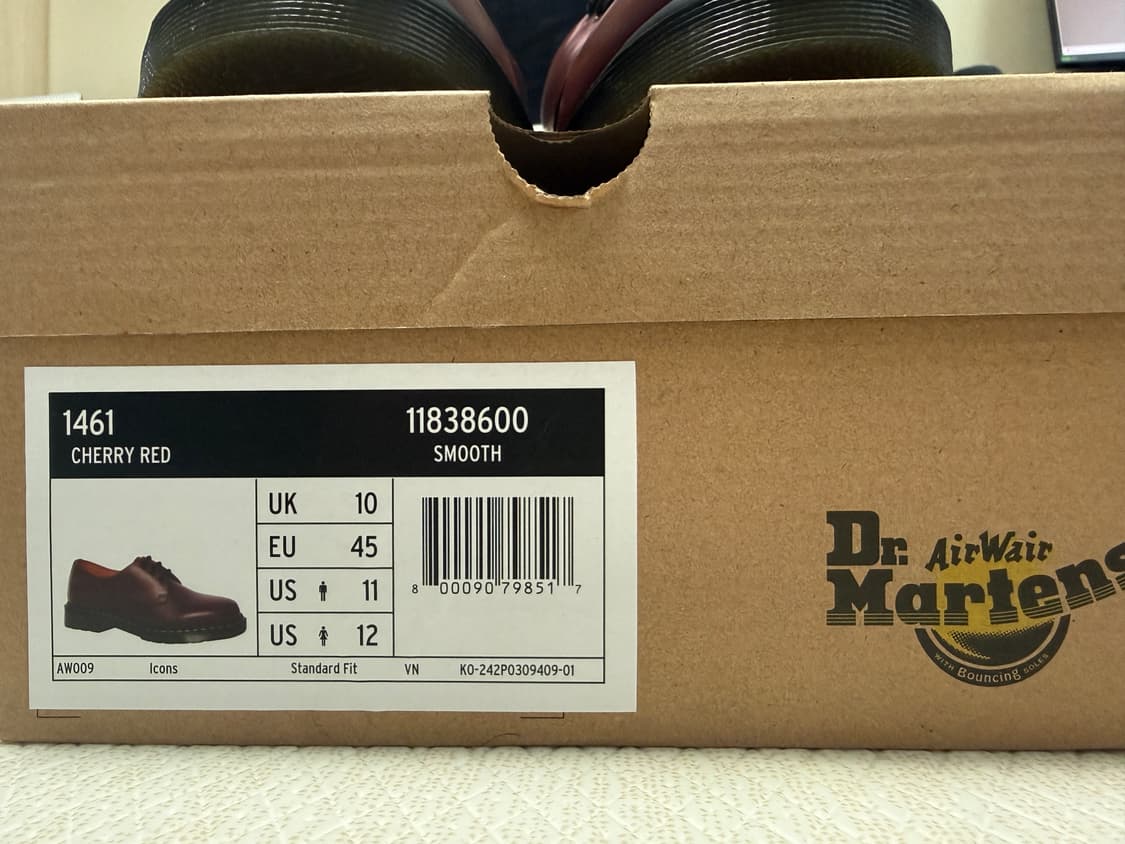 1461 11838600
CHERRY RED SMOOTH
UK 10
EU 45
US 11
US 12
8 00090 79851 7
AW009 Icons Standard Fit VN KO-242P0309409-01
Dr. AirWair
Martens
WITH Bouncing SOLES